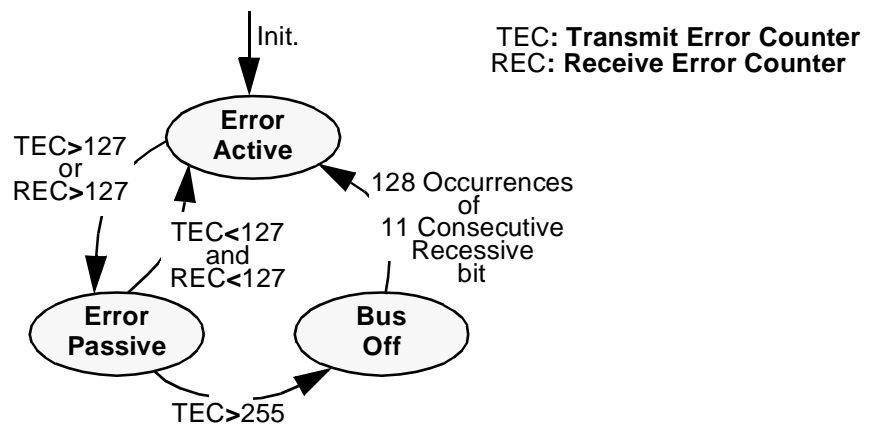 Init.
TEC: Transmit Error Counter
REC: Receive Error Counter
Error
Active
TEC>127
or
REC>127
128 Occurrences
of
11 Consecutive
Recessive
bit
TEC<127
and
REC<127
Error
Passive
Bus
Off
TEC>255